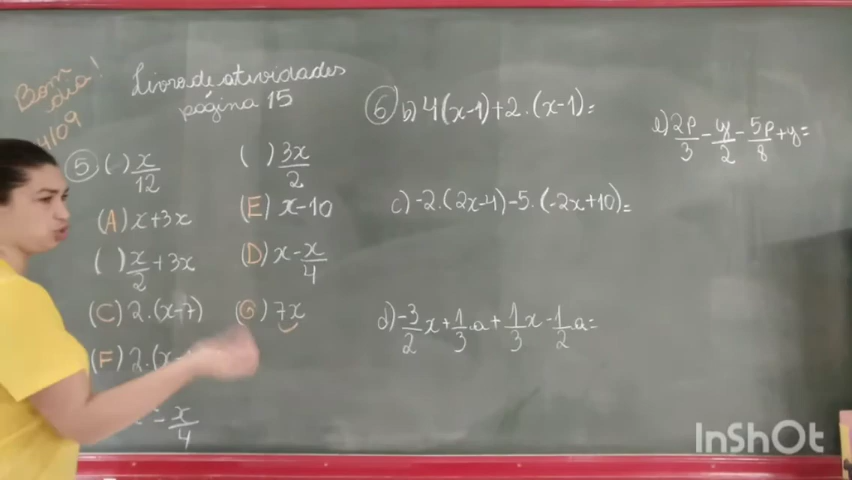 Bom
dia!
4/09
Livro de atividades
página 15
5 ( ) x/12
(A) x+3x
( ) x/2 + 3x
(C) 2.(x-7)
(F) 2.(x-
x/4
( ) 3x/2
(E) x-10
(D) x - x/4
(G) 7x
6 b) 4(x-1)+2.(x-1)=
c) -2.(2x-4)-5.(-2x+10)=
d) -3/2 x + 1/3 .a + 1/3 x - 1/2 a=
e) 2p/3 - y/2 - 5p/8 + y=
InShOt